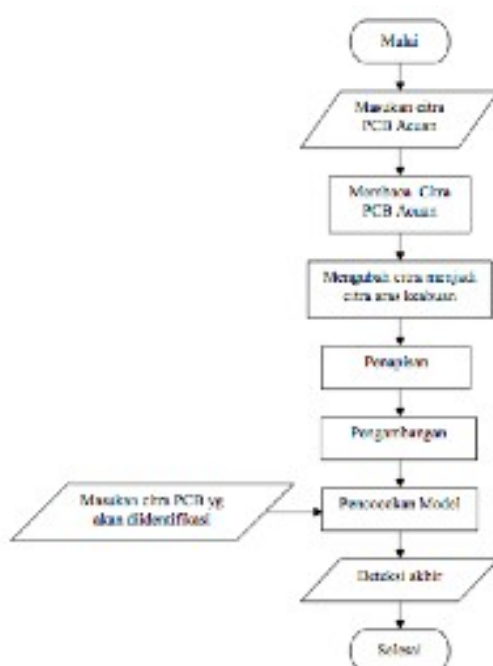 Mulai
Masukan citra
PCB Acuan
Membaca Citra
PCB Acuan
Mengubah citra menjadi
citra aras keabuan
Penapisan
Pengambangan
Masukan citra PCB yg
akan diidentifikasi
Pencocokan Model
Deteksi akhir
Selesai